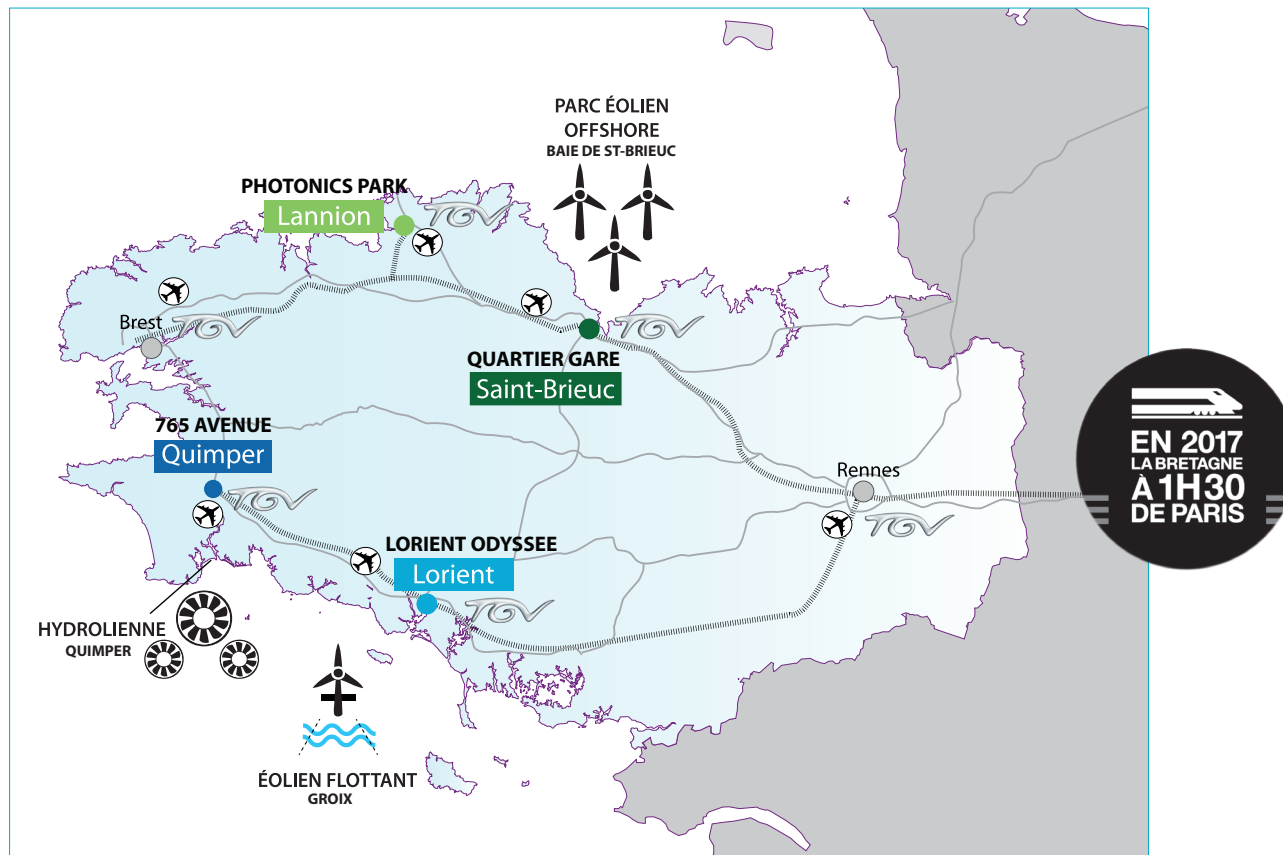 PARC ÉOLIEN
OFFSHORE
BAIE DE ST-BRIEUC
PHOTONICS PARK
Lannion
TGV
Brest
TGV
TGV
QUARTIER GARE
Saint-Brieuc
765 AVENUE
Quimper
TGV
Rennes
TGV
LORIENT ODYSSEE
Lorient
TGV
HYDROLIENNE
QUIMPER
ÉOLIEN FLOTTANT
GROIX
EN 2017
LA BRETAGNE
À 1H30
DE PARIS